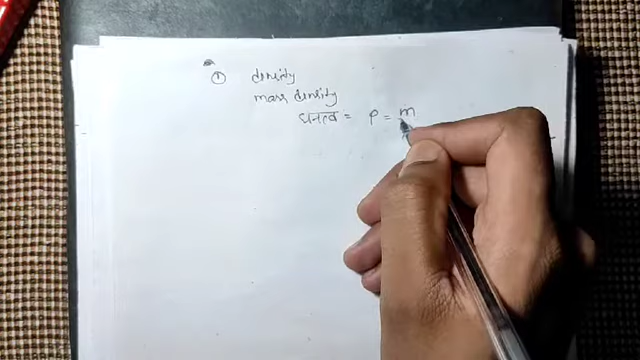 ① density
mass density
घनत्व = ρ = m